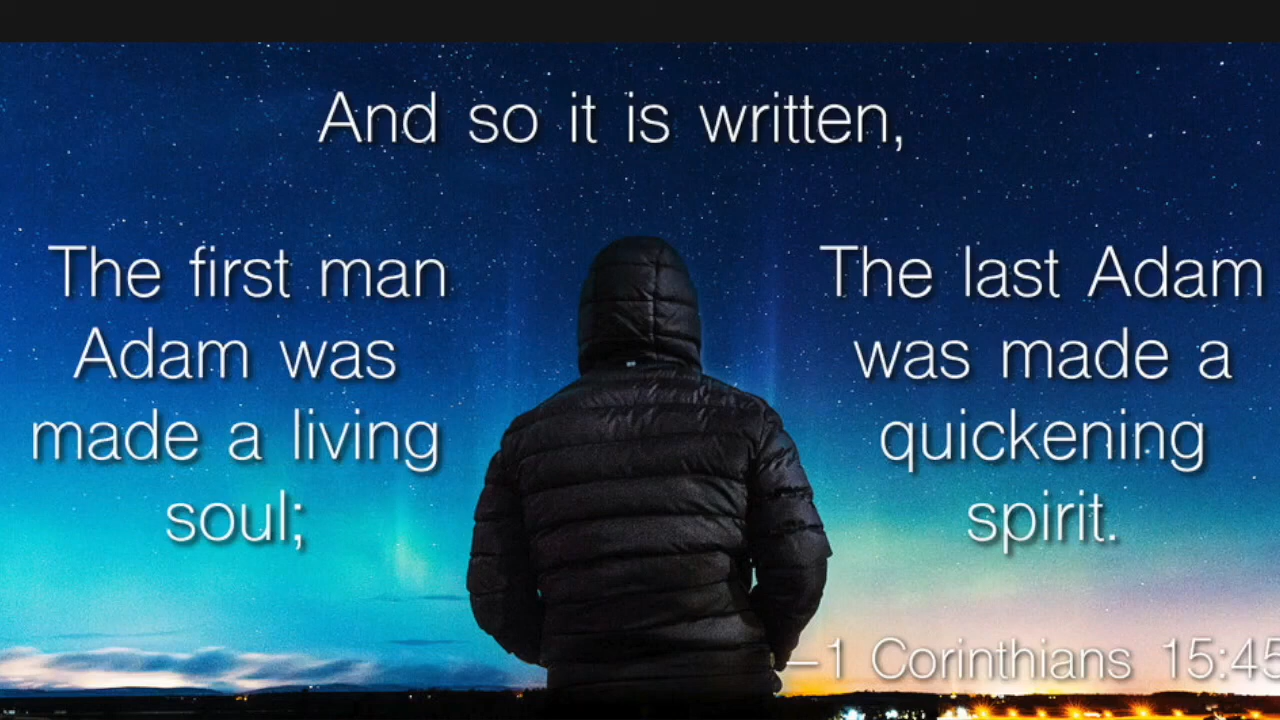 And so it is written,
The first man
Adam was
made a living
soul;
The last Adam
was made a
quickening
spirit.
–1 Corinthians 15:45